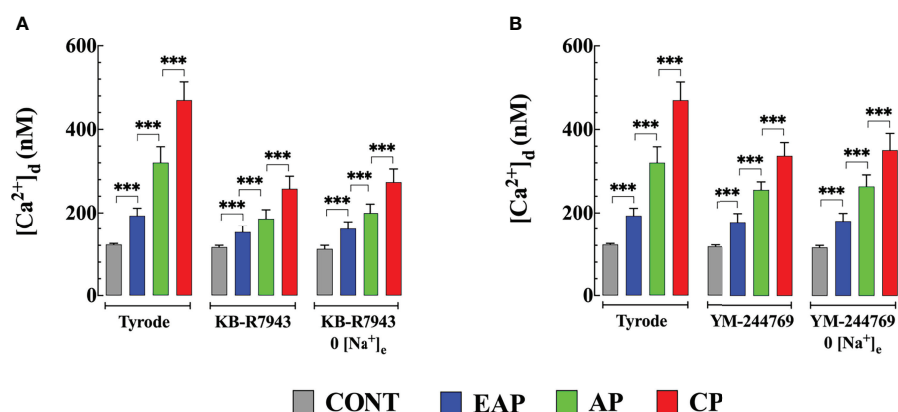 A
[Ca²⁺]d (nM)
600
400
200
0
*** *** ***
*** *** ***
*** *** ***
Tyrode
KB-R7943
KB-R7943
0 [Na⁺]e
B
[Ca²⁺]d (nM)
600
400
200
0
*** *** ***
*** *** ***
*** *** ***
Tyrode
YM-244769
YM-244769
0 [Na⁺]e
CONT EAP AP CP